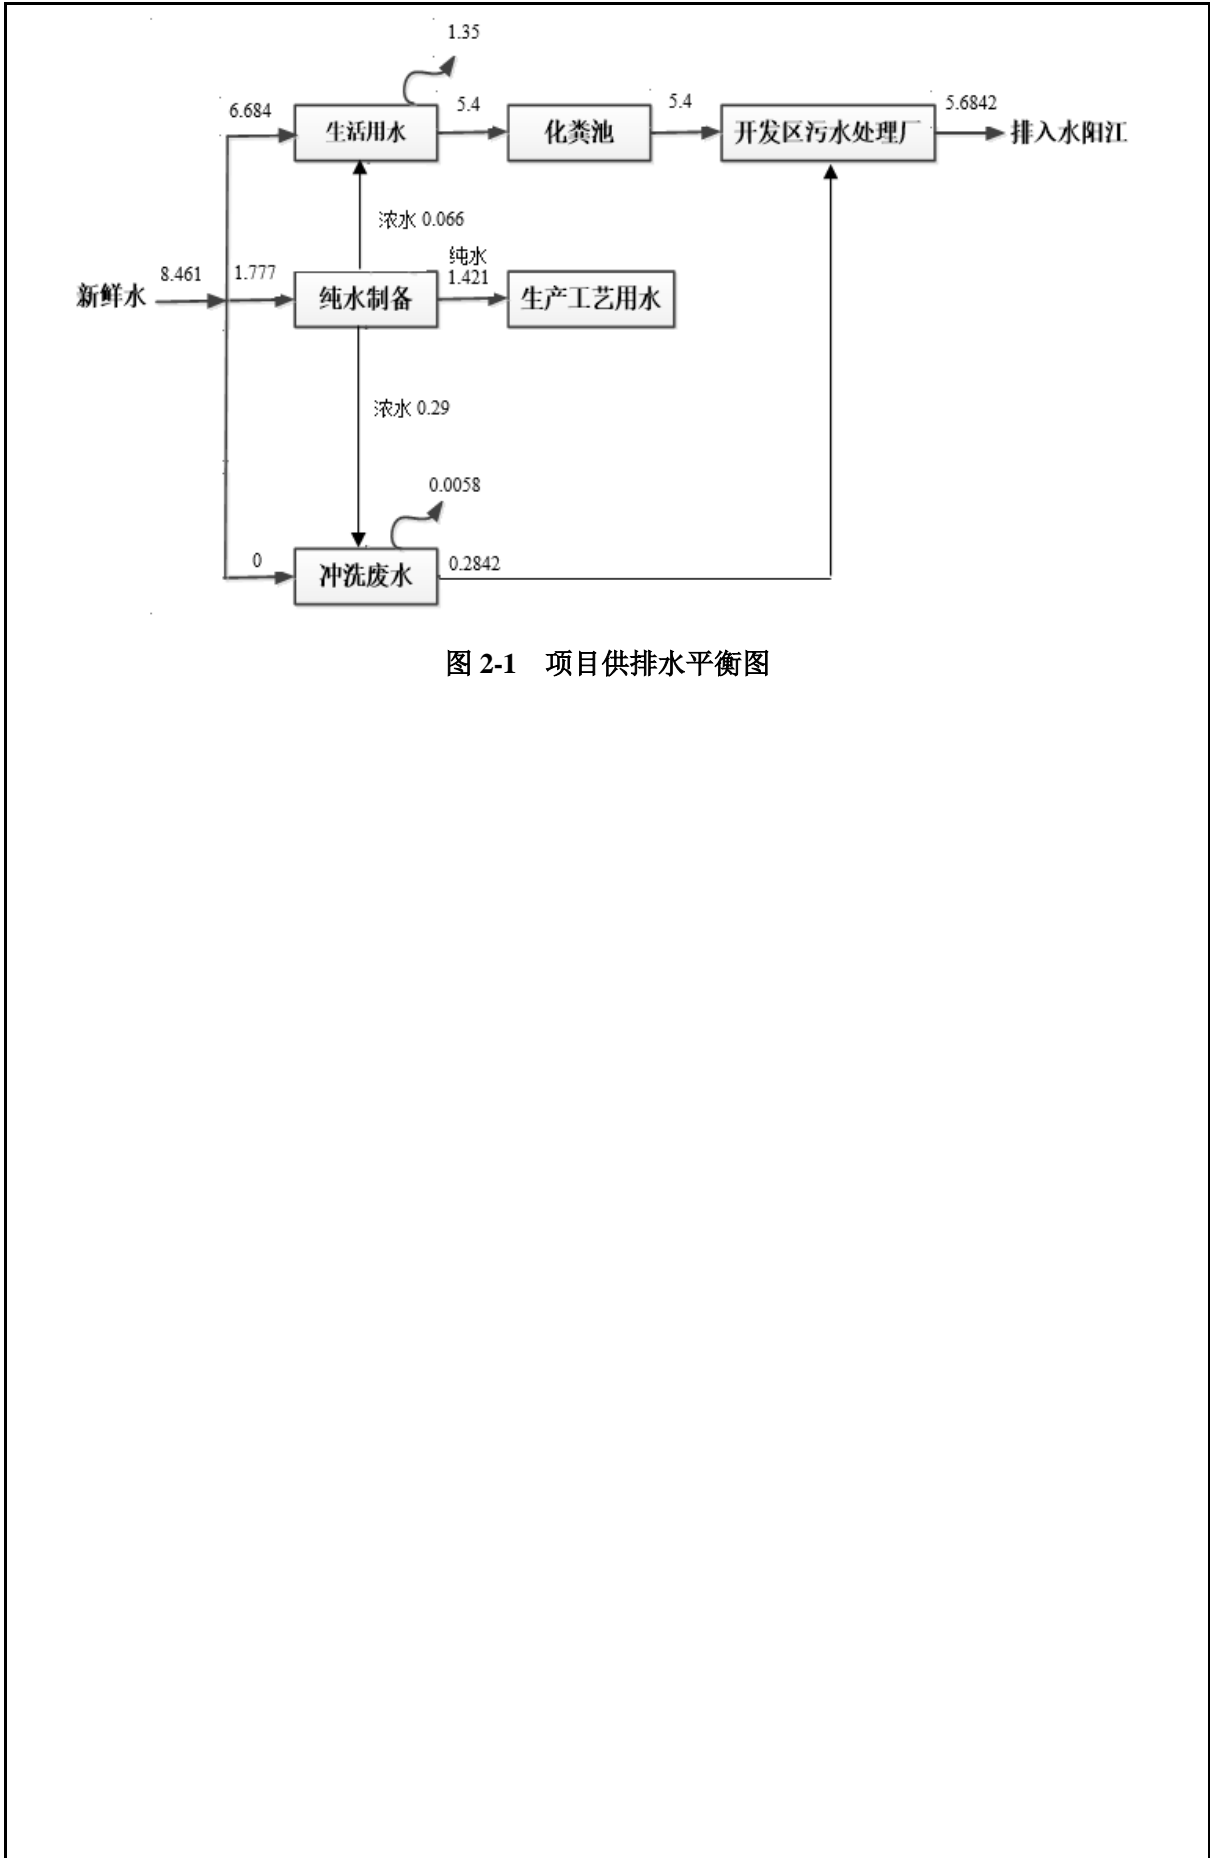 1.35
6.684
生活用水
5.4
化粪池
5.4
开发区污水处理厂
5.6842
排入水阳江
浓水 0.066
新鲜水
8.461
1.777
纯水制备
纯水
1.421
生产工艺用水
浓水 0.29
0.0058
0
冲洗废水
0.2842
图 2-1 项目供排水平衡图